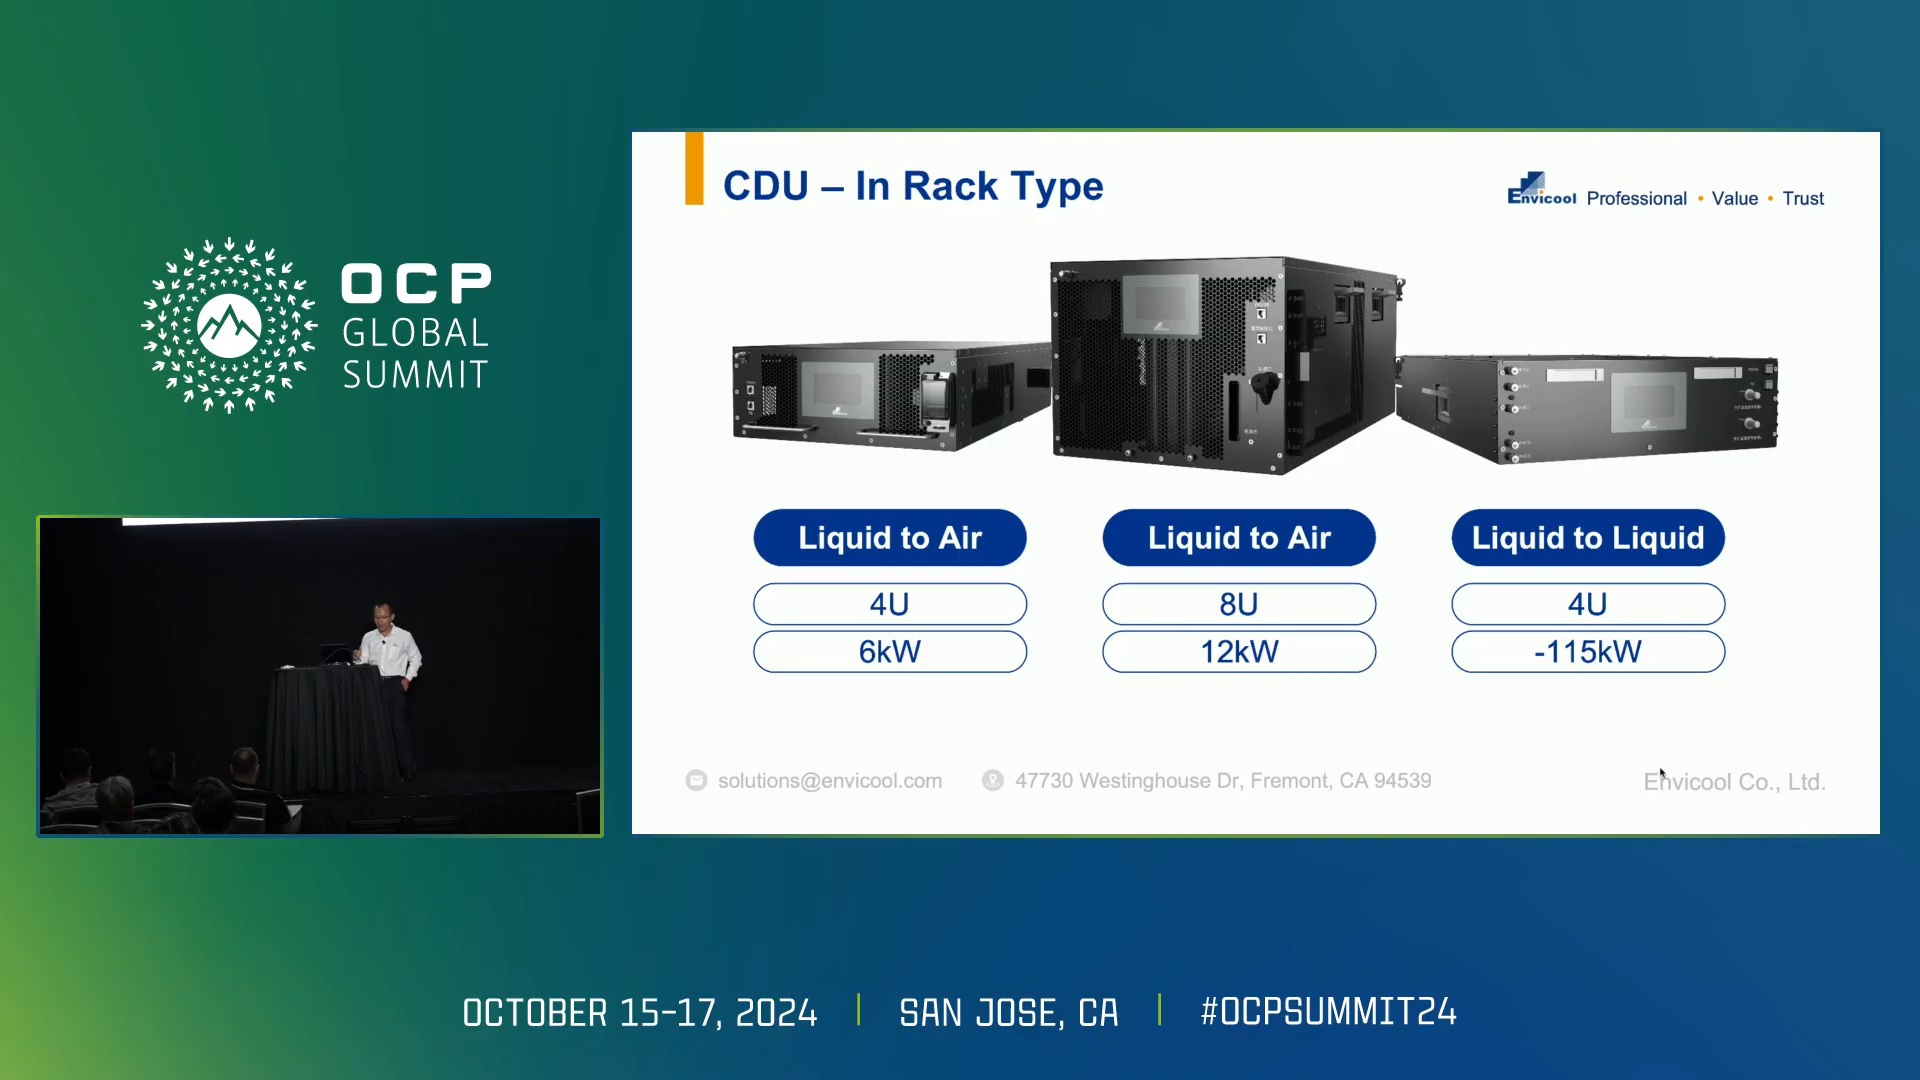 OCP
GLOBAL
SUMMIT
CDU – In Rack Type
Envicool Professional • Value • Trust
Liquid to Air
4U
6kW
Liquid to Air
8U
12kW
Liquid to Liquid
4U
-115kW
solutions@envicool.com
47730 Westinghouse Dr, Fremont, CA 94539
Envicool Co., Ltd.
OCTOBER 15-17, 2024 | SAN JOSE, CA | #OCPSUMMIT24